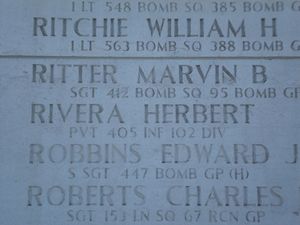 1 LT 548 BOMB SQ 385 BOMB G
RITCHIE WILLIAM H
1 LT 563 BOMB SQ 388 BOMB G
RITTER MARVIN B
SGT 412 BOMB SQ 95 BOMB GP
RIVERA HERBERT
PVT 405 INF 102 DIV
ROBBINS EDWARD J
S SGT 447 BOMB GP (H)
ROBERTS CHARLES
SGT 153 LN SQ 67 RCN GP